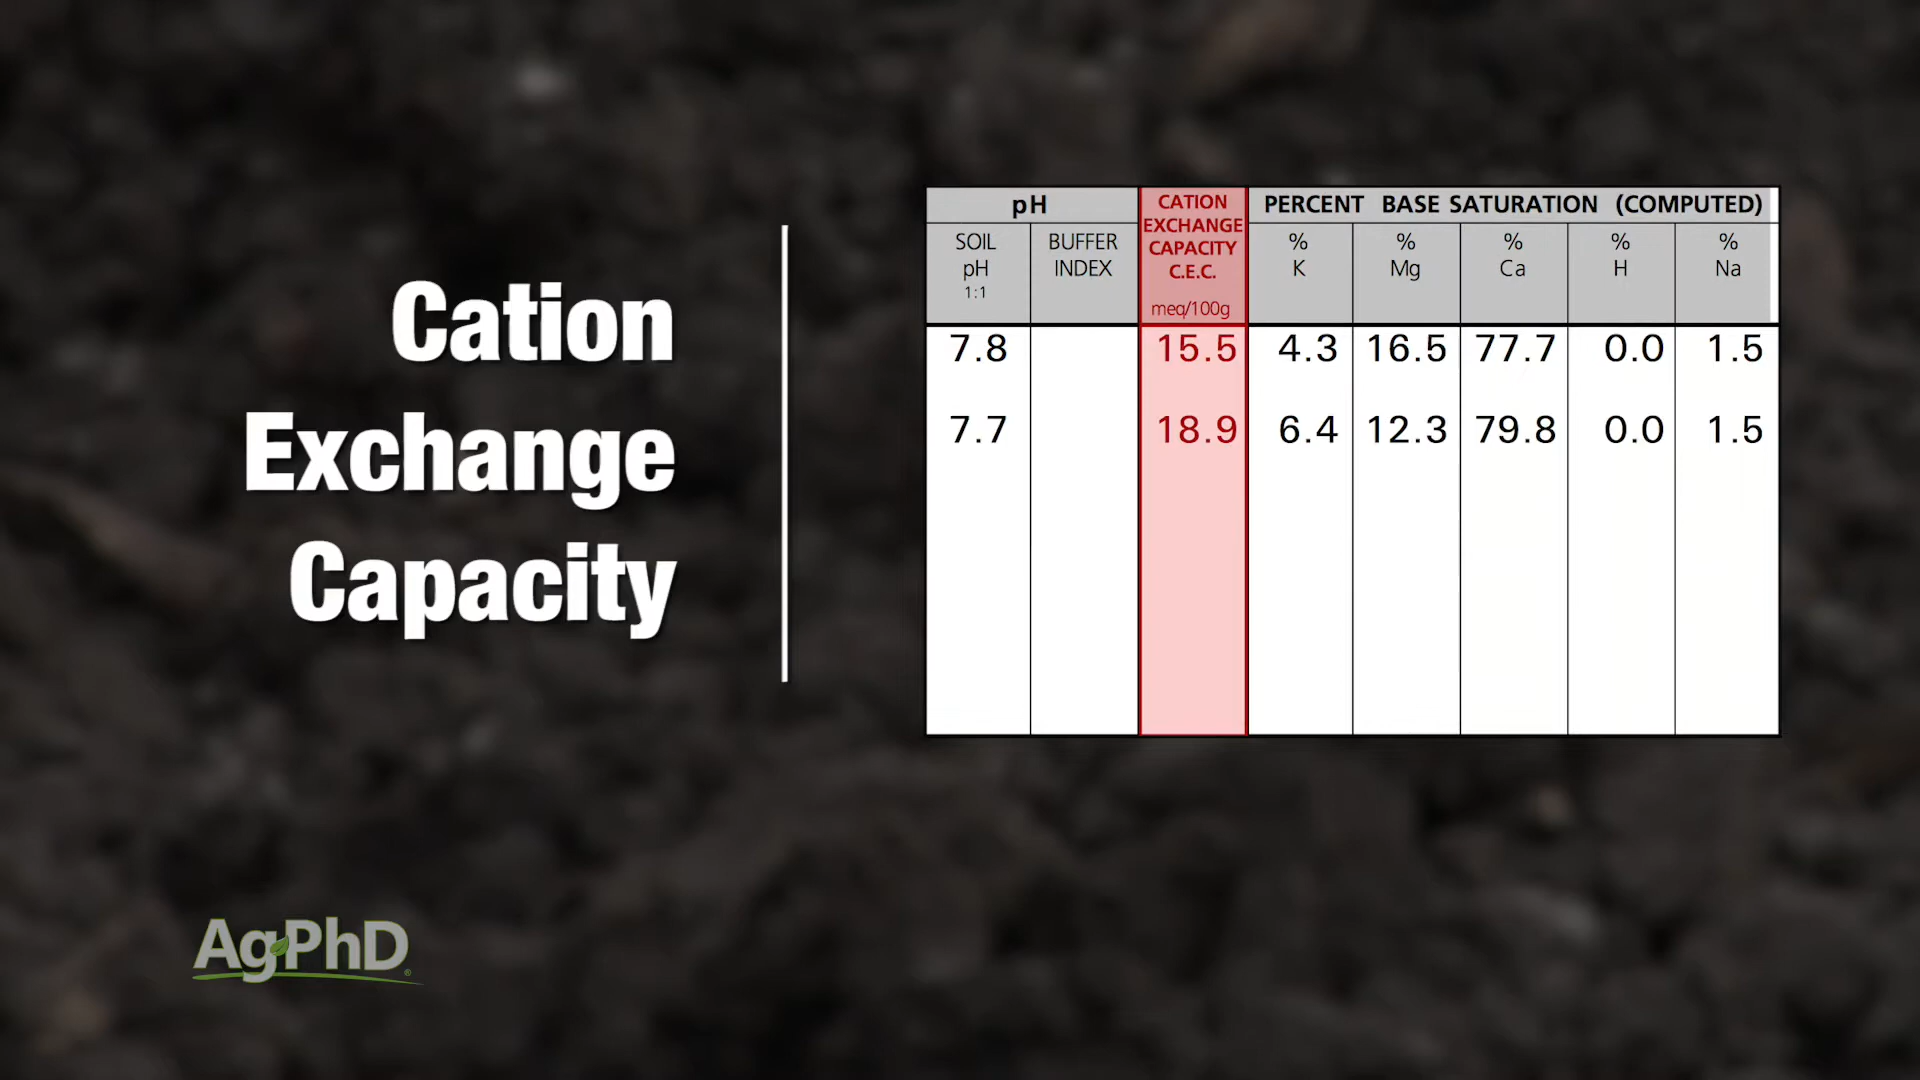 Cation
Exchange
Capacity
pH
CATION
EXCHANGE
CAPACITY
C.E.C.
meq/100g
PERCENT BASE SATURATION (COMPUTED)
SOIL
pH
1:1
BUFFER
INDEX
%
K
%
Mg
%
Ca
%
H
%
Na
7.8 15.5 4.3 16.5 77.7 0.0 1.5
7.7 18.9 6.4 12.3 79.8 0.0 1.5
AgPhD®